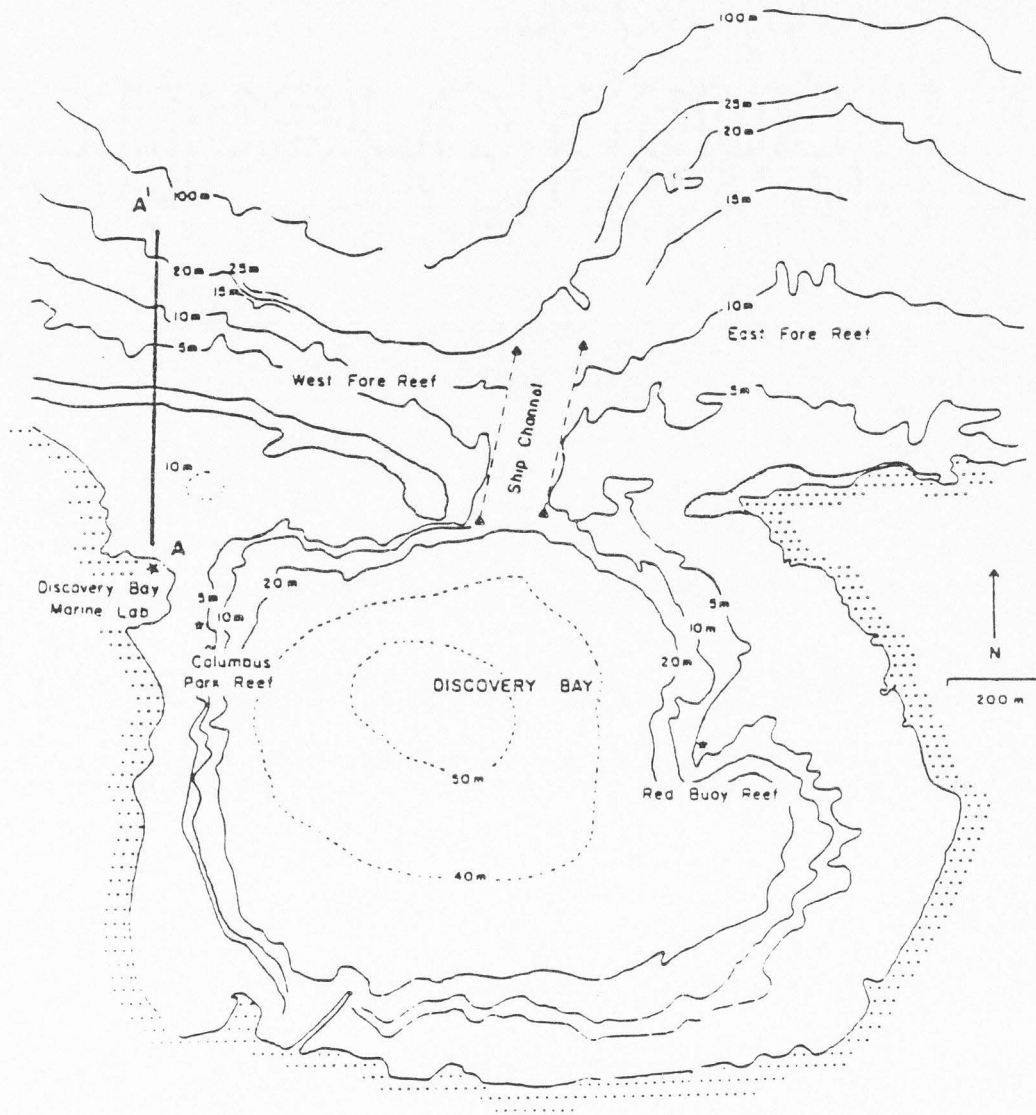 100m
25m
20m
15m
A'
100m
20m 25m
15m
10m
10m
East Fore Reef
5m
West Fore Reef
5m
Ship Channel
10m
A
Discovery Bay
Marine Lab
20m
5m
10m
5m
10m
20m
N
200 m
Columbus
Park Reef
DISCOVERY BAY
50m
Red Buoy Reef
40m